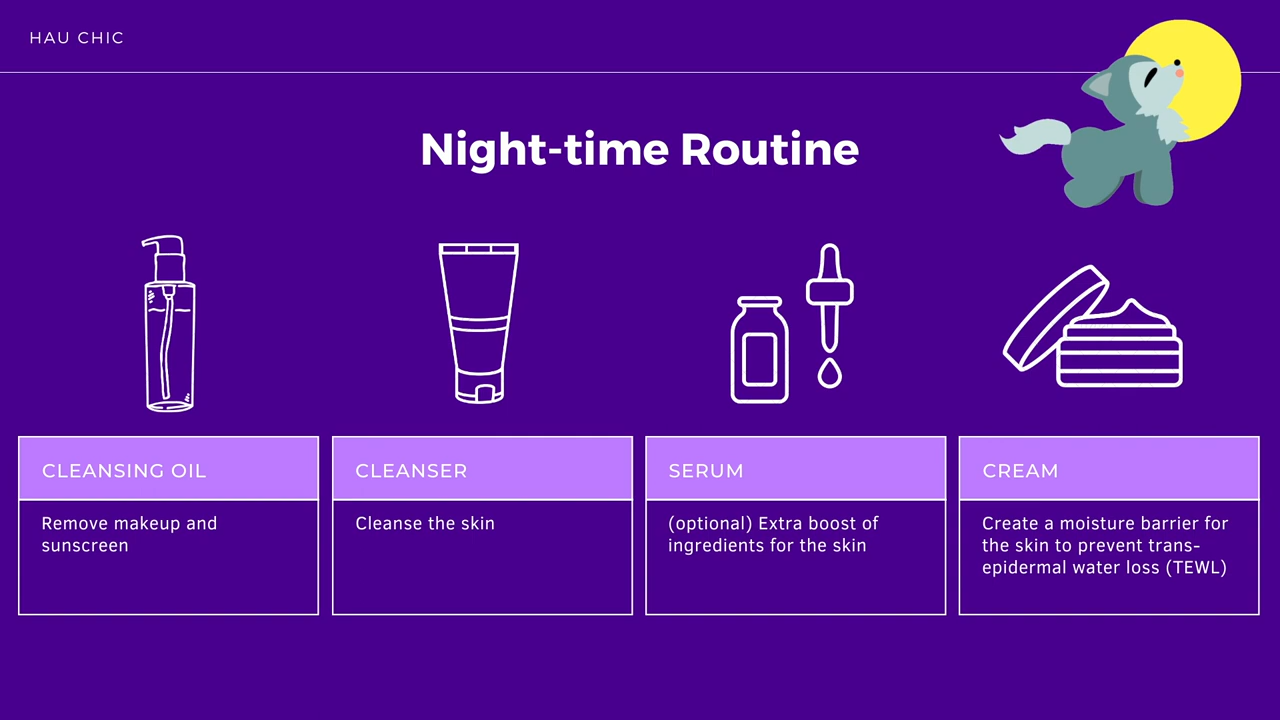 HAU CHIC
Night-time Routine
CLEANSING OIL
Remove makeup and
sunscreen
CLEANSER
Cleanse the skin
SERUM
(optional) Extra boost of
ingredients for the skin
CREAM
Create a moisture barrier for
the skin to prevent trans-
epidermal water loss (TEWL)